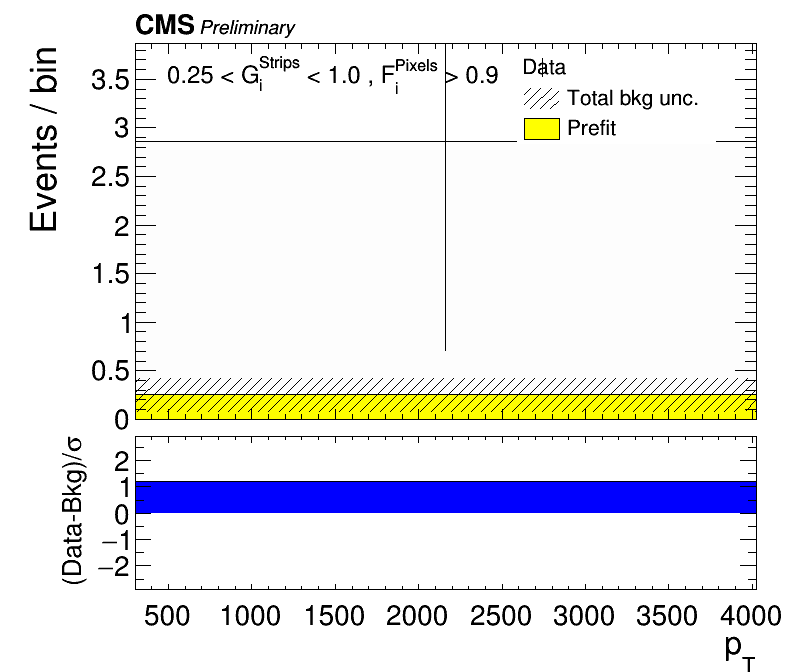 CMS Preliminary
0.25 < G_i^Strips < 1.0 , F_i^Pixels > 0.9
Data
Total bkg unc.
Prefit
Events / bin
3.5
3
2.5
2
1.5
1
0.5
0
(Data-Bkg)/σ
2
1
0
−1
−2
500 1000 1500 2000 2500 3000 3500 4000
p_T